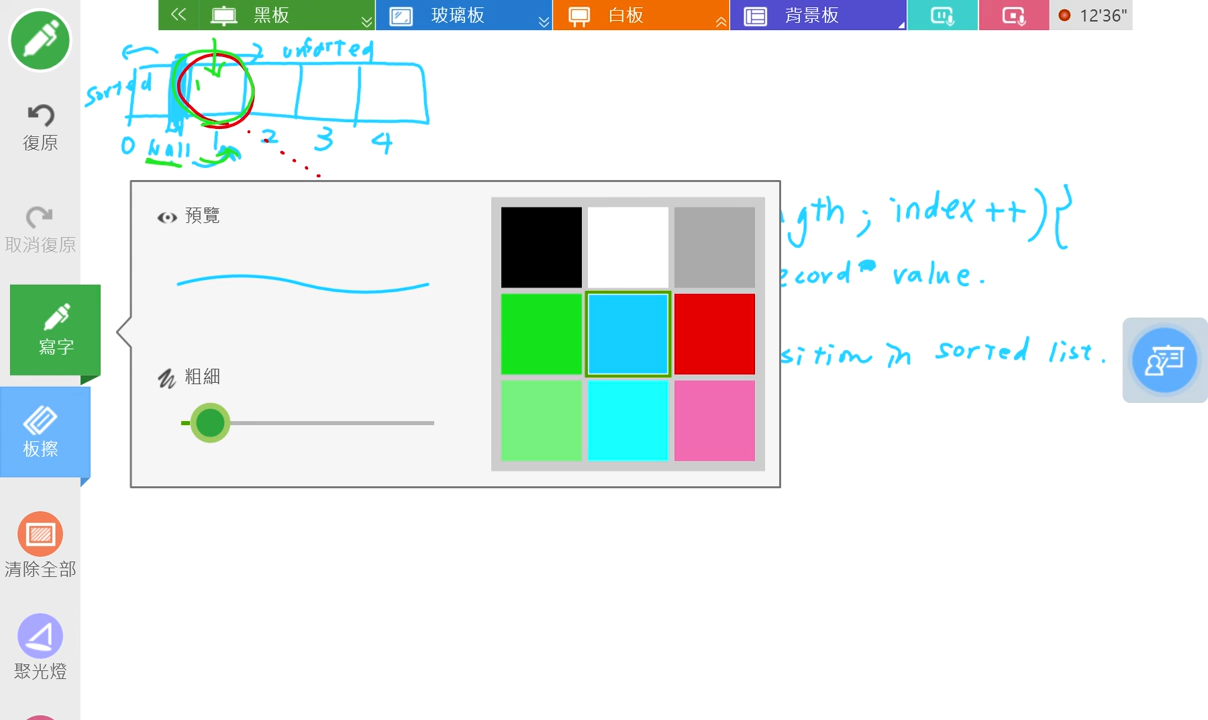 黑板 玻璃板 白板 背景板 12'36"
復原
取消復原
寫字
板擦
清除全部
聚光燈
unsorted
sorted
0 1 2 3 4
wall
預覽
粗細
gth ; index ++ ) {
ecord value.
sition in sorted list.